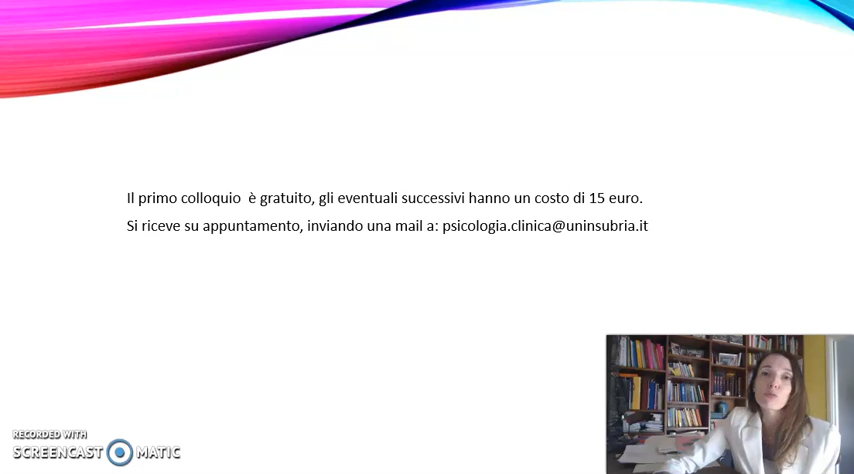 Il primo colloquio è gratuito, gli eventuali successivi hanno un costo di 15 euro.
Si riceve su appuntamento, inviando una mail a: psicologia.clinica@uninsubria.it
RECORDED WITH
SCREENCAST MATIC